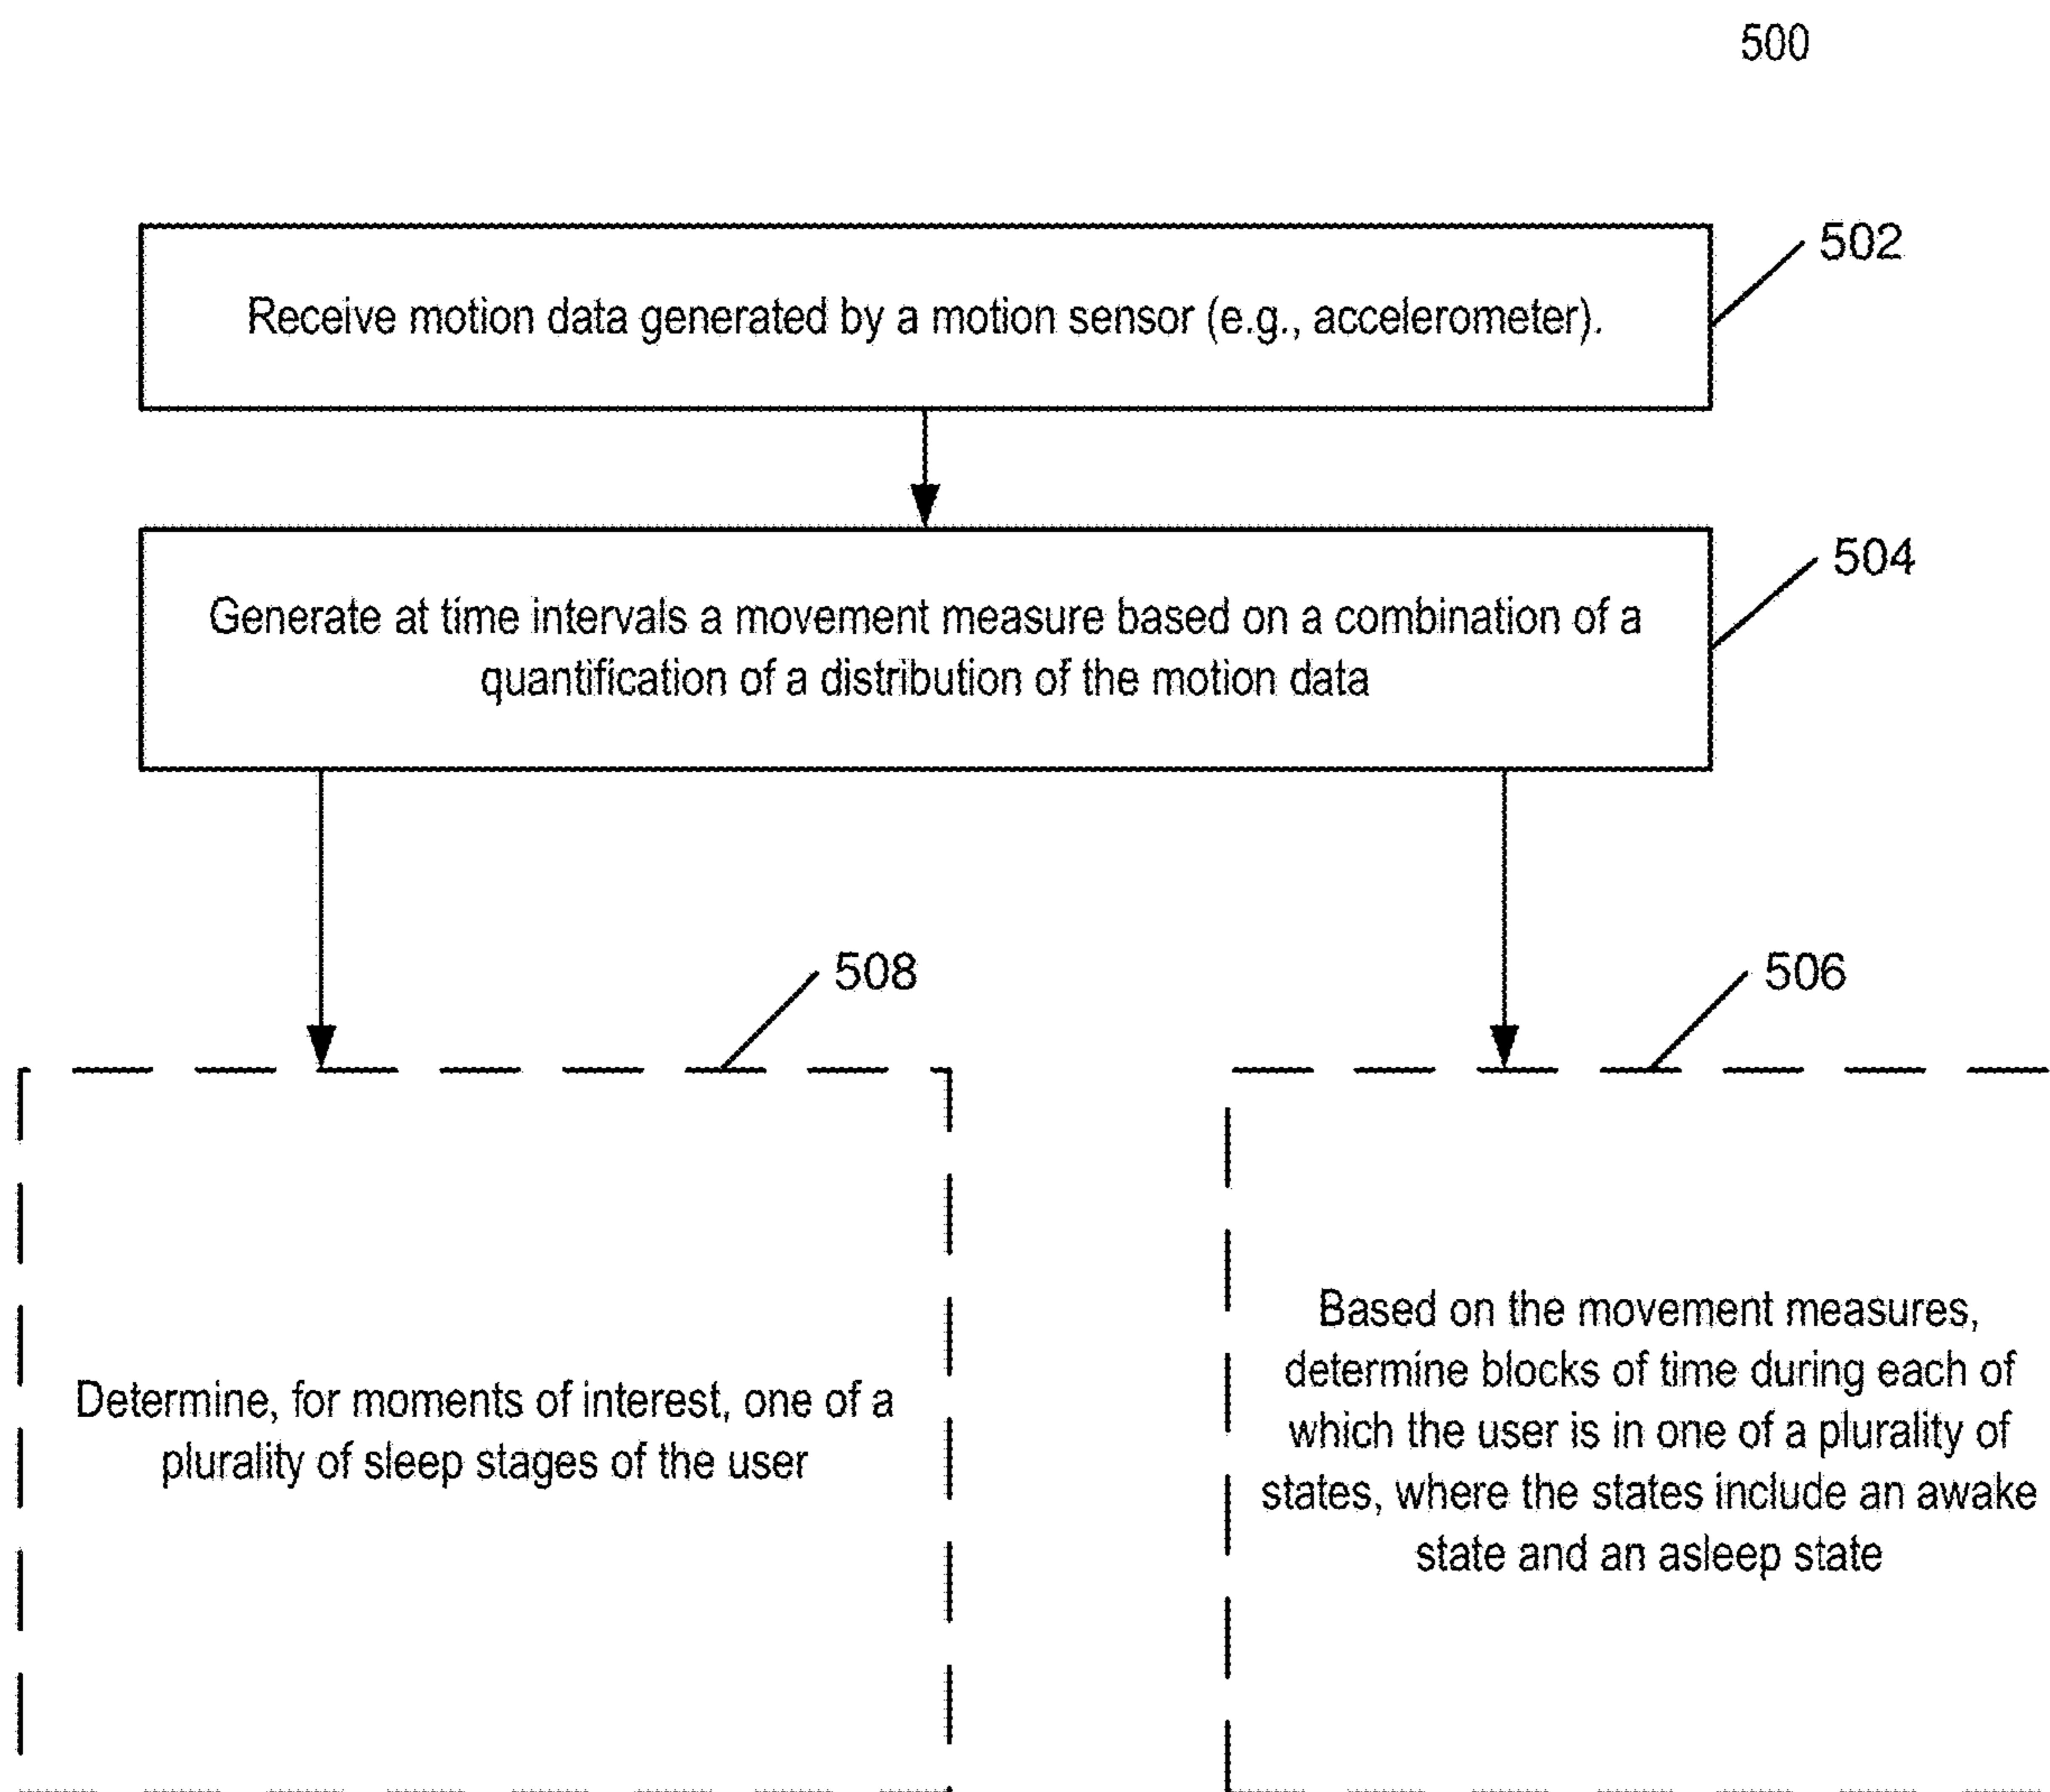 500
502
Receive motion data generated by a motion sensor (e.g., accelerometer).
504
Generate at time intervals a movement measure based on a combination of a
quantification of a distribution of the motion data
508
506
Determine, for moments of interest, one of a
plurality of sleep stages of the user
Based on the movement measures,
determine blocks of time during each of
which the user is in one of a plurality of
states, where the states include an awake
state and an asleep state